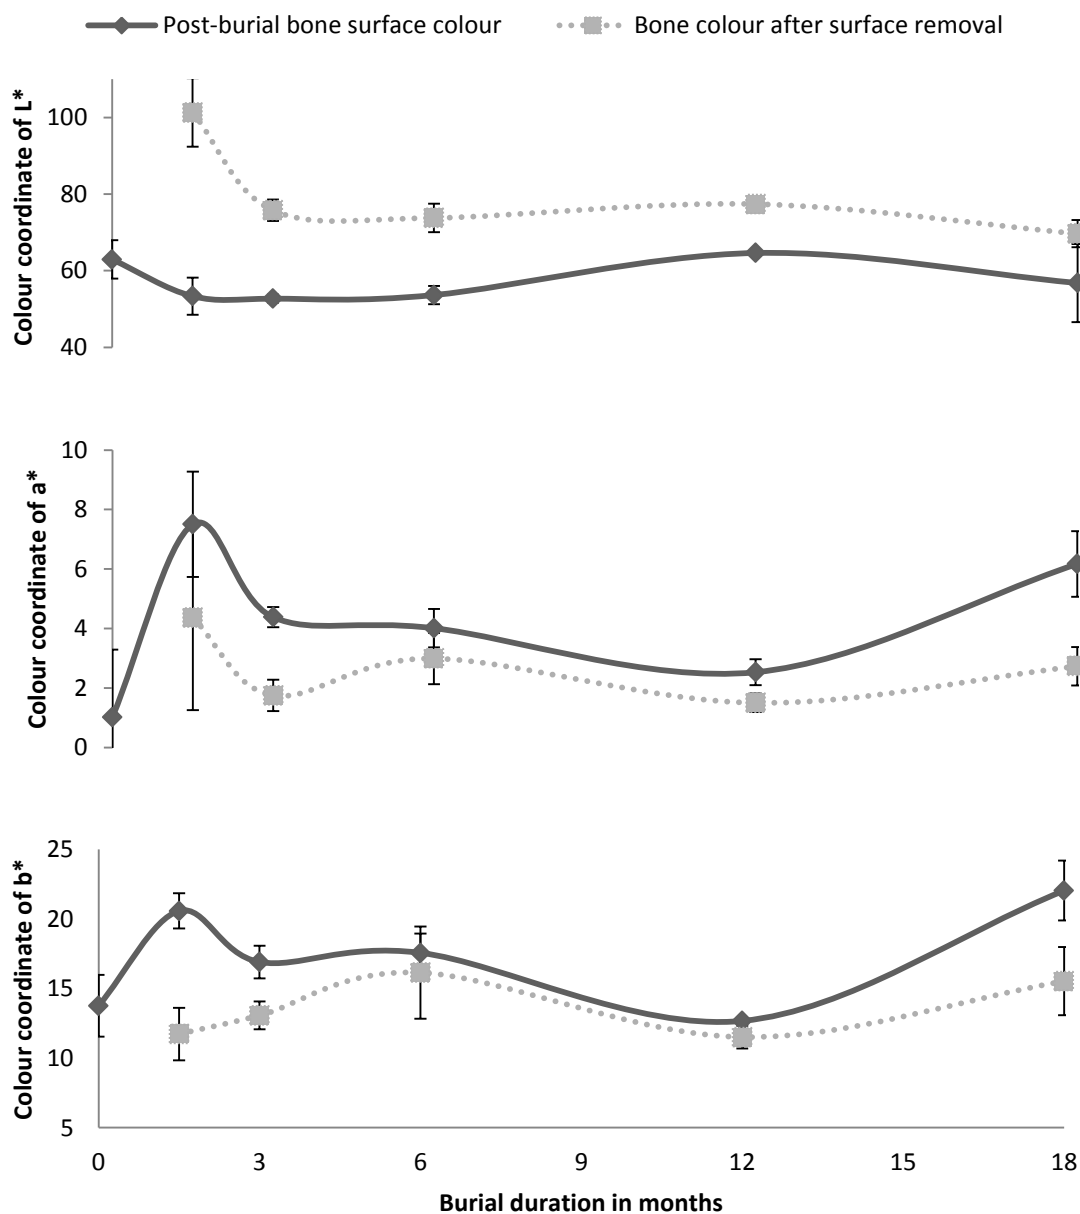 Post-burial bone surface colour
Bone colour after surface removal
Colour coordinate of L*
100
80
60
40
Colour coordinate of a*
10
8
6
4
2
0
Colour coordinate of b*
25
20
15
10
5
0 3 6 9 12 15 18
Burial duration in months